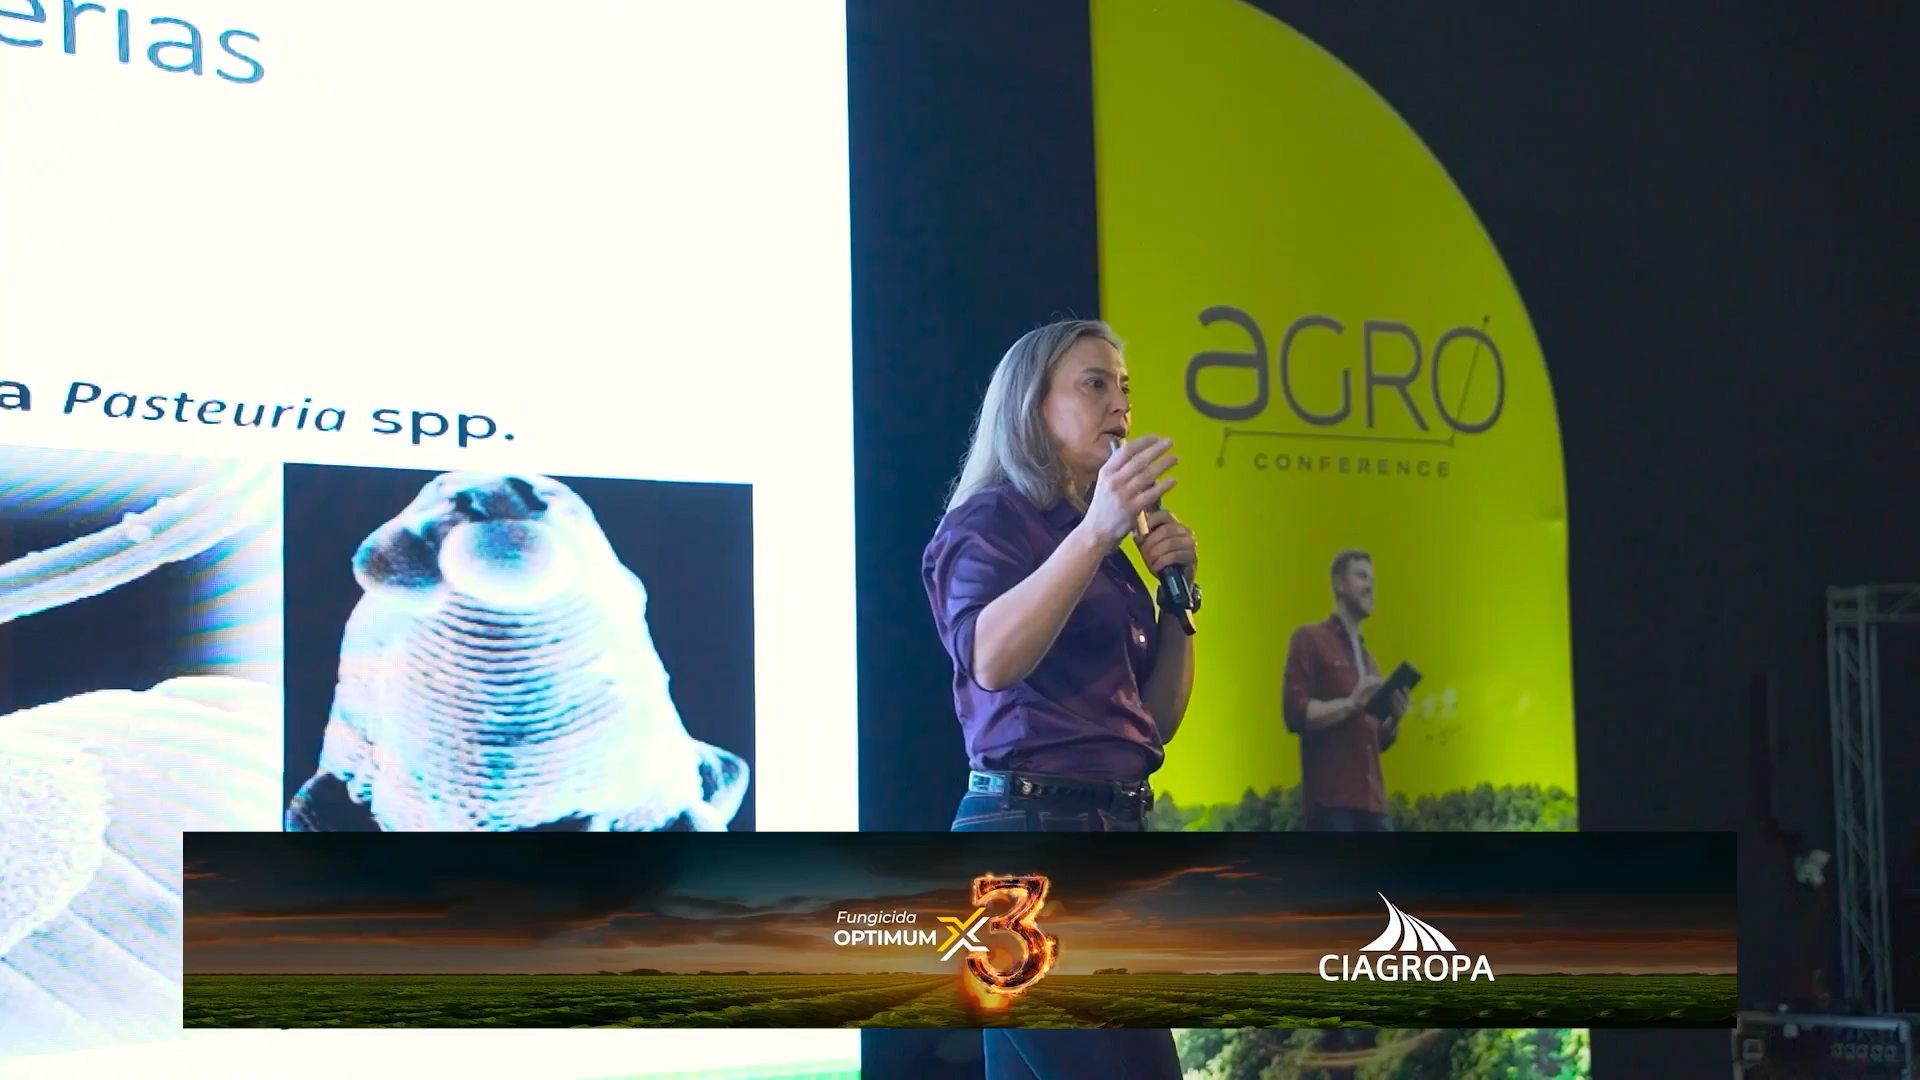 erias
a Pasteuria spp.
aGRO
CONFERENCE
Fungicida
OPTIMUM X3
CIAGROPA